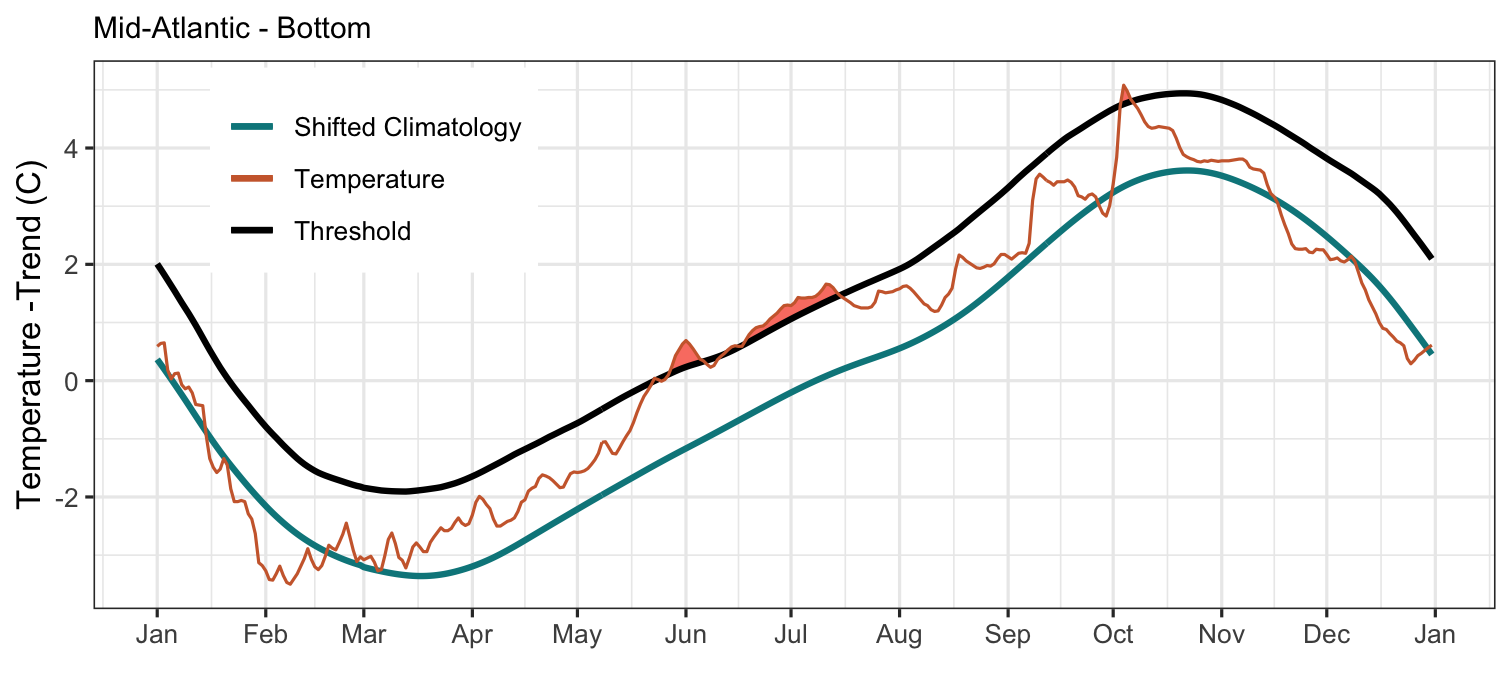 Mid-Atlantic - Bottom
Temperature -Trend (C)
Shifted Climatology
Temperature
Threshold
4
2
0
-2
Jan Feb Mar Apr May Jun Jul Aug Sep Oct Nov Dec Jan